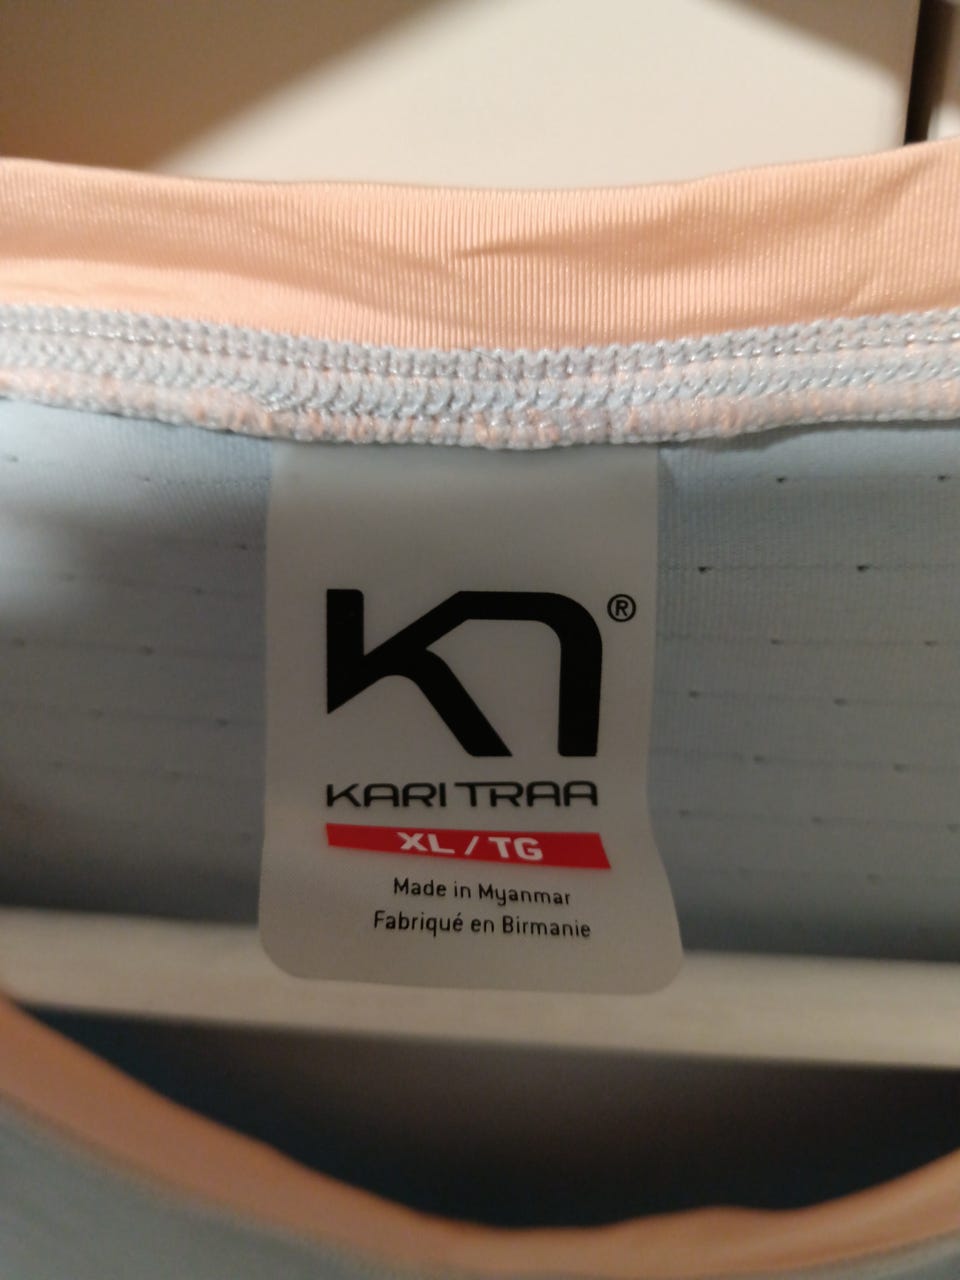 ®
KARI TRAA
XL / TG
Made in Myanmar
Fabriqué en Birmanie